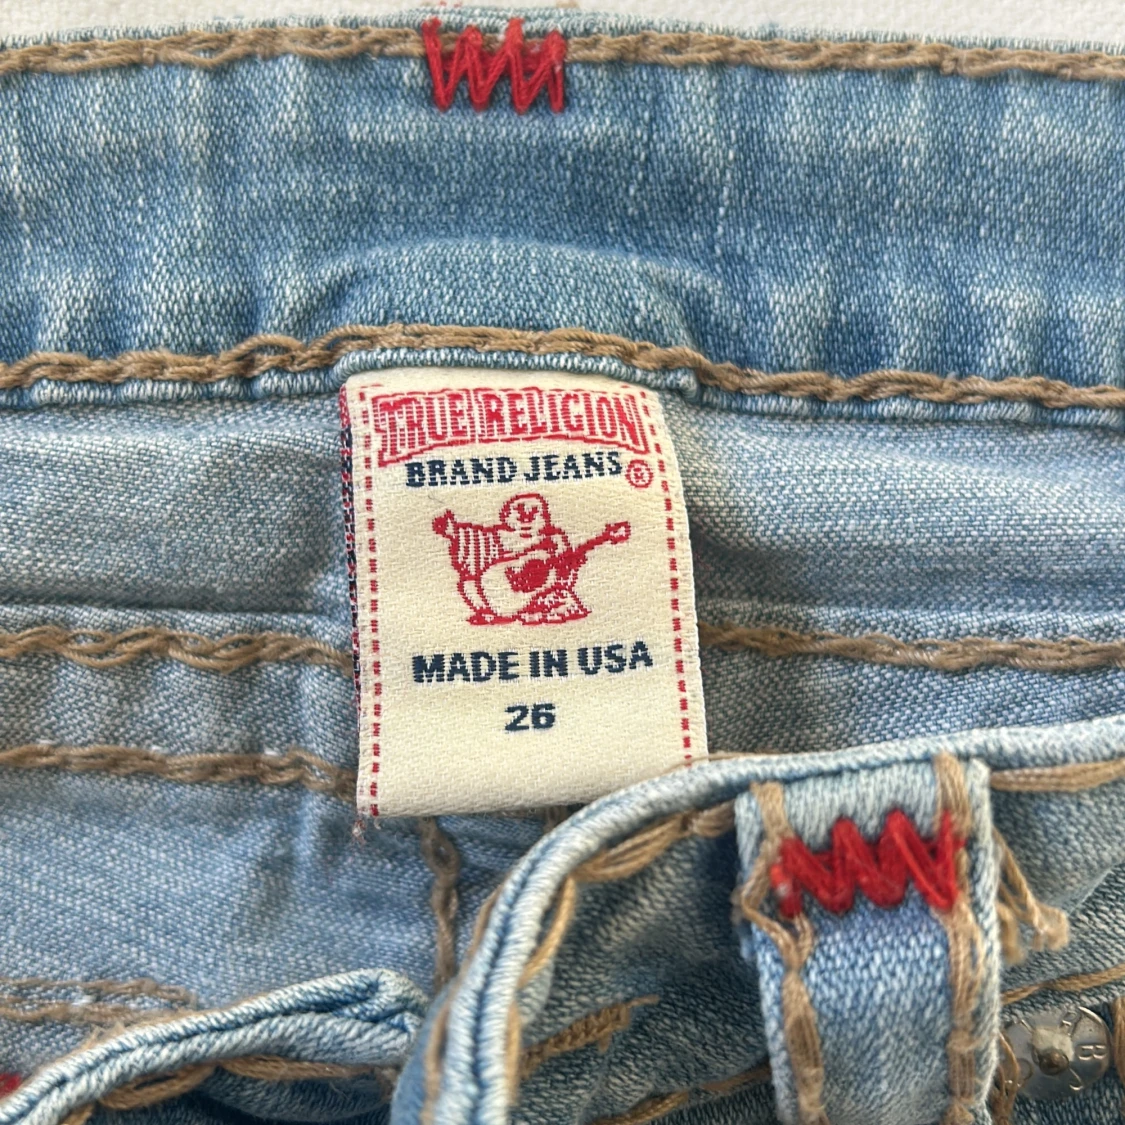 TRUE RELIGION
BRAND JEANS®
MADE IN USA
26